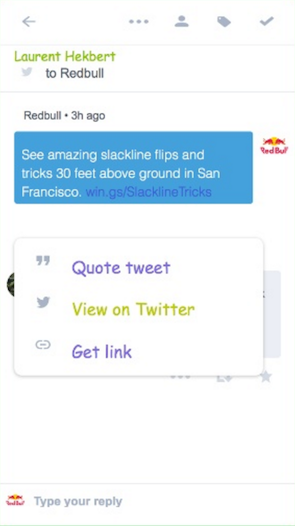 Laurent Hekbert
to Redbull
Redbull • 3h ago
See amazing slackline flips and
tricks 30 feet above ground in San
Francisco. win.gs/SlacklineTricks
Red Bull
Quote tweet
View on Twitter
Get link
Type your reply